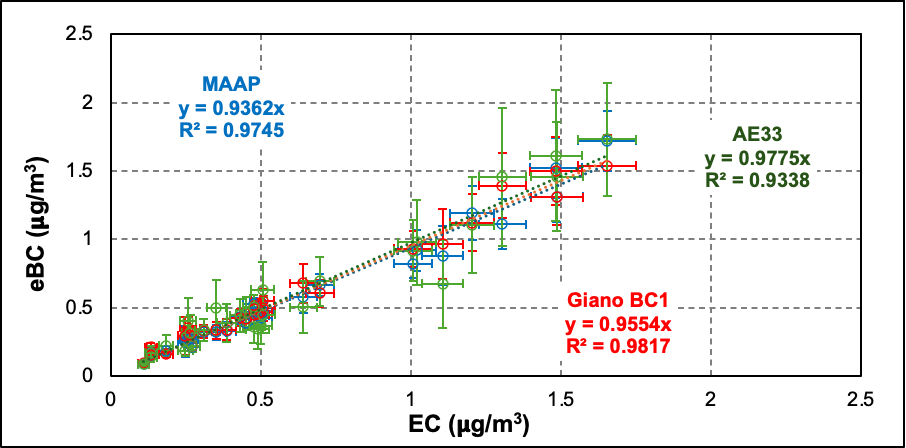 2.5
2
1.5
1
0.5
0
0
0.5
1
1.5
2
2.5
eBC (µg/m³)
EC (µg/m³)
MAAP
y = 0.9362x
R² = 0.9745
AE33
y = 0.9775x
R² = 0.9338
Giano BC1
y = 0.9554x
R² = 0.9817